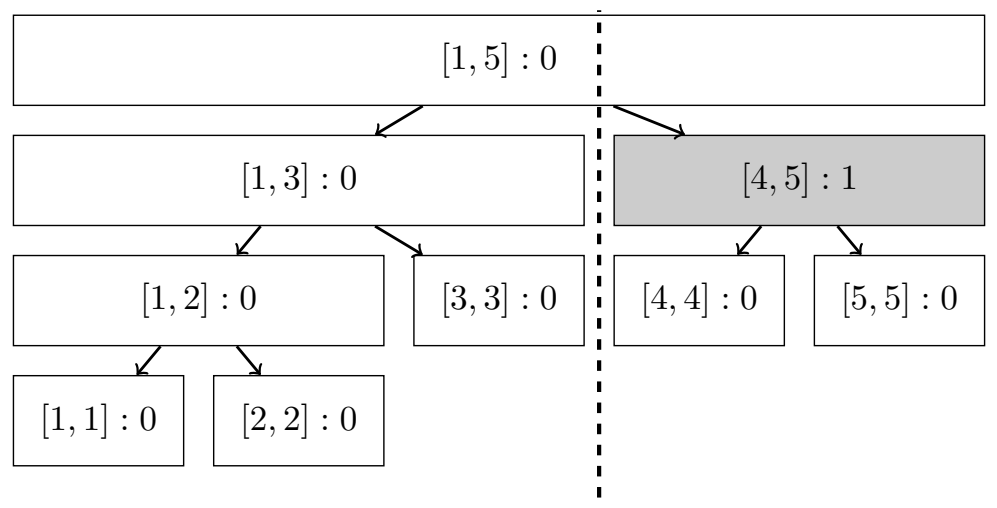 [1, 5] : 0
[1, 3] : 0
[4, 5] : 1
[1, 2] : 0
[3, 3] : 0
[4, 4] : 0
[5, 5] : 0
[1, 1] : 0
[2, 2] : 0